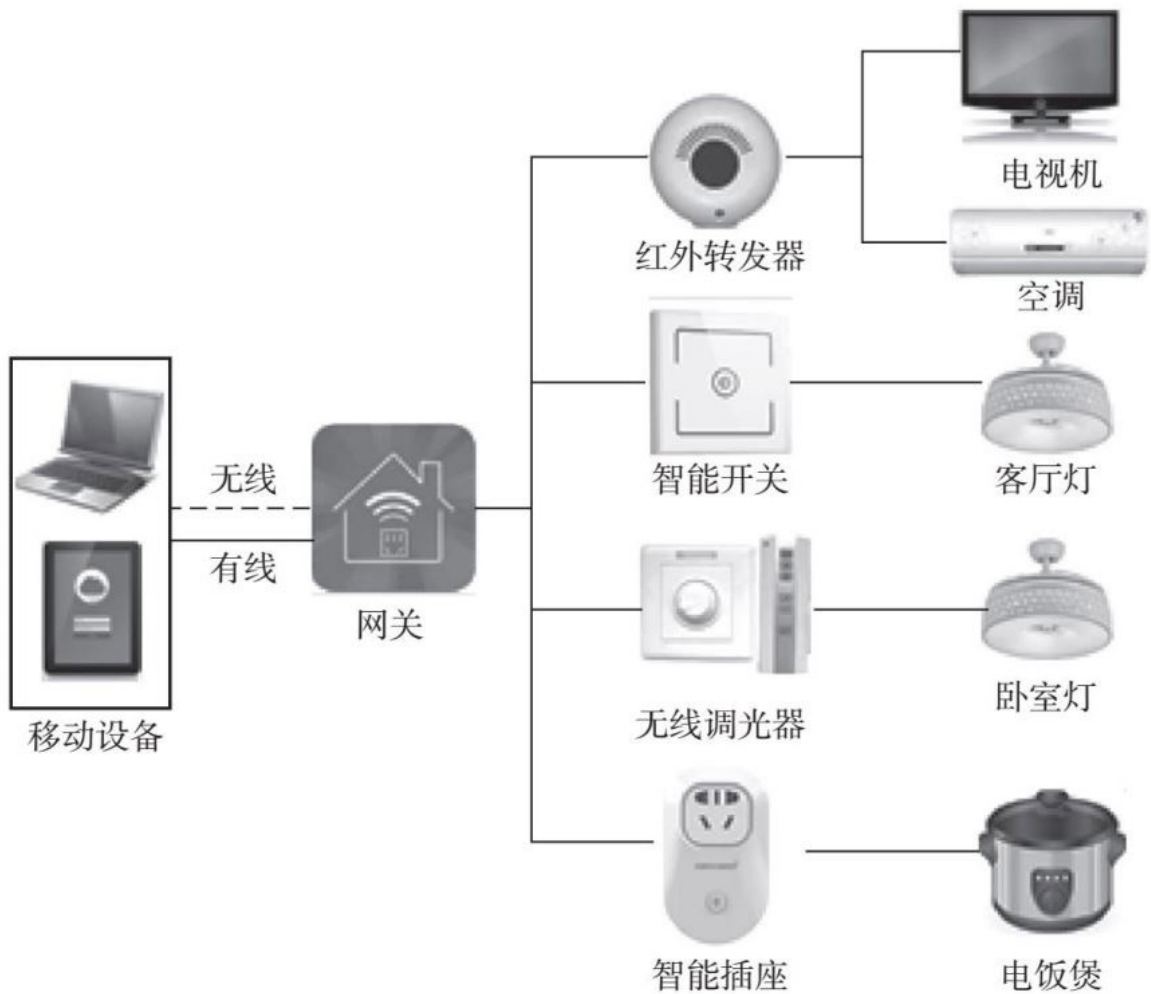 电视机
红外转发器
空调
无线
有线
网关
移动设备
智能开关
客厅灯
无线调光器
卧室灯
智能插座
电饭煲